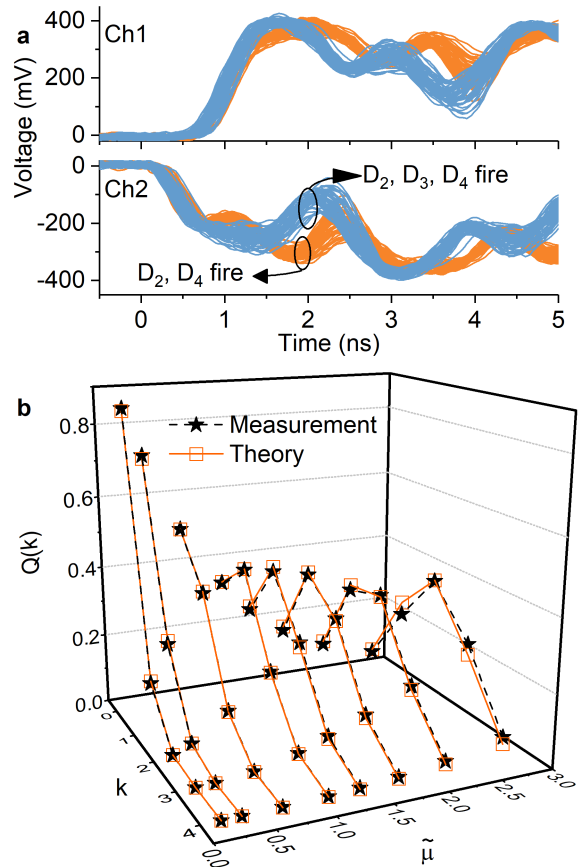 a
Ch1
400
200
0
Voltage (mV)
Ch2
0
-200
-400
D2, D3, D4 fire
D2, D4 fire
0 1 2 3 4 5
Time (ns)
b
Measurement
Theory
0.8
0.6
0.4
0.2
0.0
Q(k)
0
1
2
3
4
k
0.0
0.5
1.0
1.5
2.0
2.5
3.0
μ̃